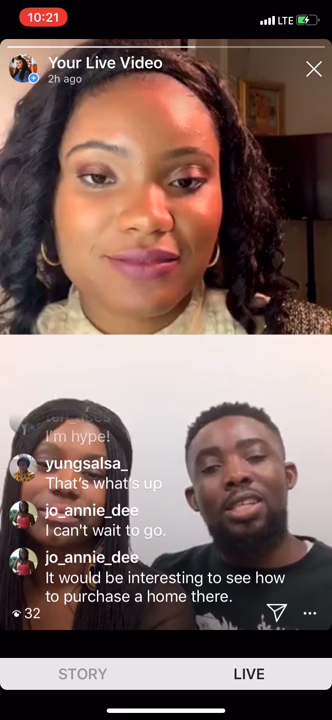 10:21
LTE
Your Live Video
2h ago
I'm hype!
yungsalsa_
That's what's up
jo_annie_dee
I can't wait to go.
jo_annie_dee
It would be interesting to see how
to purchase a home there.
32
STORY
LIVE